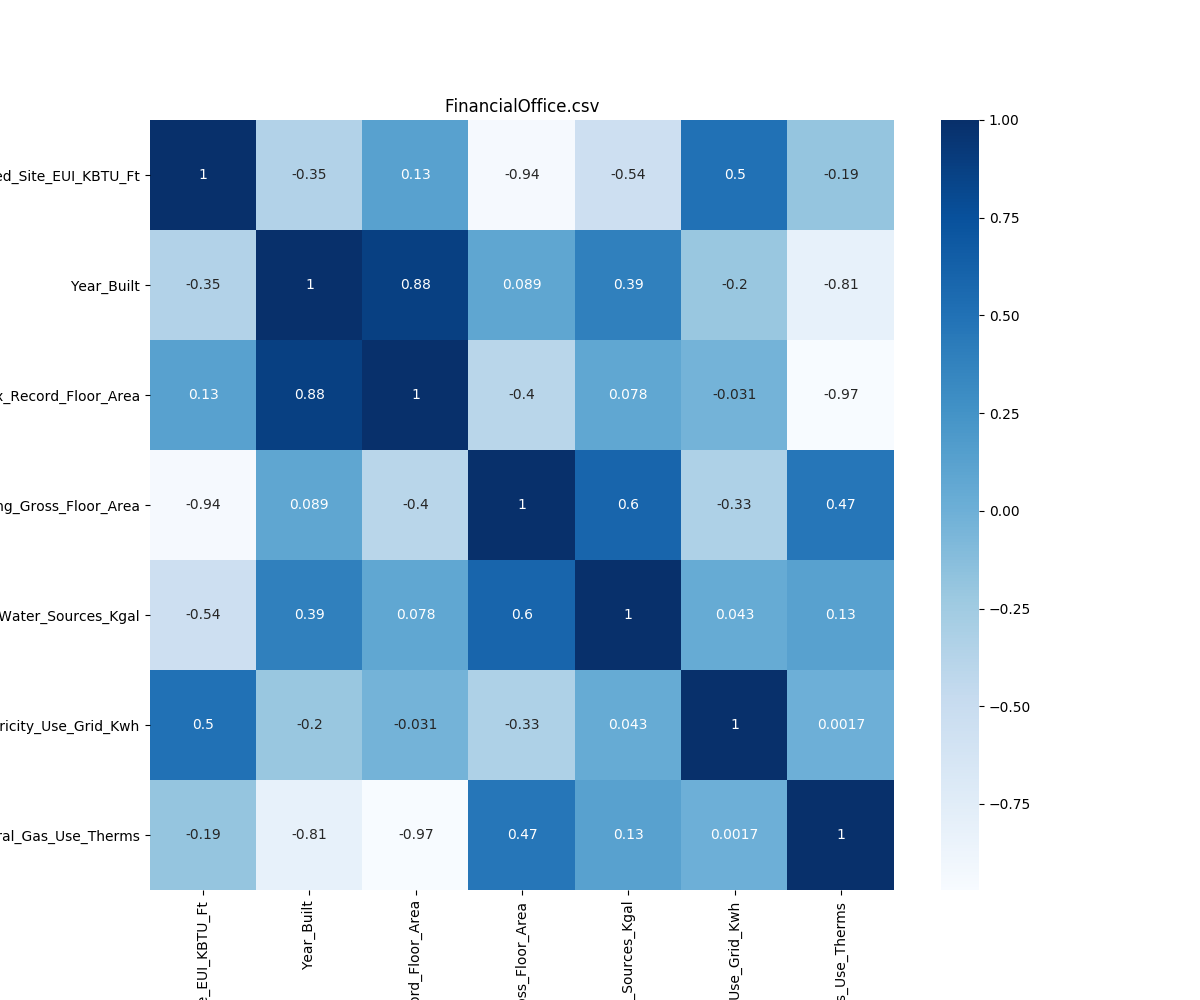 FinancialOffice.csv
ed_Site_EUI_KBTU_Ft 1 -0.35 0.13 -0.94 -0.54 0.5 -0.19
Year_Built -0.35 1 0.88 0.089 0.39 -0.2 -0.81
x_Record_Floor_Area 0.13 0.88 1 -0.4 0.078 -0.031 -0.97
ng_Gross_Floor_Area -0.94 0.089 -0.4 1 0.6 -0.33 0.47
Water_Sources_Kgal -0.54 0.39 0.078 0.6 1 0.043 0.13
ricity_Use_Grid_Kwh 0.5 -0.2 -0.031 -0.33 0.043 1 0.0017
ral_Gas_Use_Therms -0.19 -0.81 -0.97 0.47 0.13 0.0017 1
e_EUI_KBTU_Ft
Year_Built
ord_Floor_Area
oss_Floor_Area
_Sources_Kgal
Use_Grid_Kwh
s_Use_Therms
1.00
0.75
0.50
0.25
0.00
−0.25
−0.50
−0.75